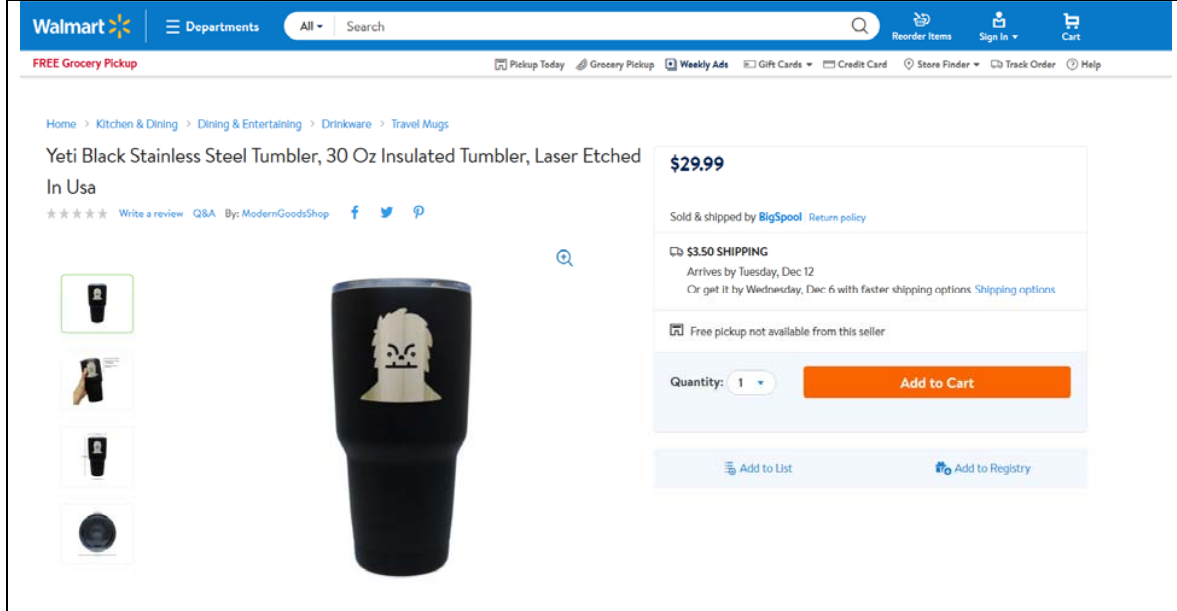 Walmart
Departments
All
Search
Reorder Items
Sign In
Cart
FREE Grocery Pickup
Pickup Today
Grocery Pickup
Weekly Ads
Gift Cards
Credit Card
Store Finder
Track Order
Help
Home > Kitchen & Dining > Dining & Entertaining > Drinkware > Travel Mugs
Yeti Black Stainless Steel Tumbler, 30 Oz Insulated Tumbler, Laser Etched
In Usa
Write a review Q&A By: ModernGoodsShop
$29.99
Sold & shipped by BigSpool Return policy
$3.50 SHIPPING
Arrives by Tuesday, Dec 12
Or get it by Wednesday, Dec 6 with faster shipping options Shipping options
Free pickup not available from this seller
Quantity: 1
Add to Cart
Add to List
Add to Registry